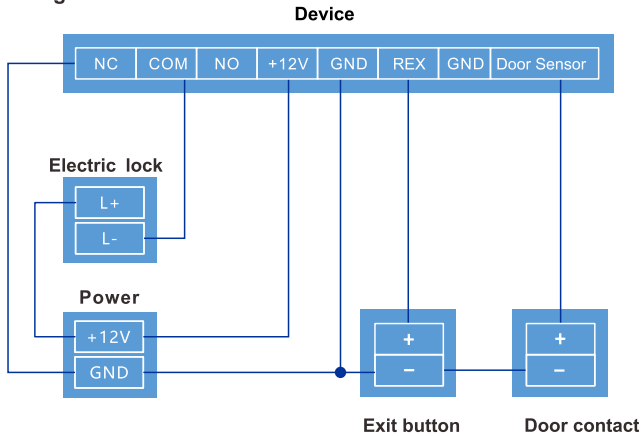 Device
NC COM NO +12V GND REX GND Door Sensor
Electric lock
L+
L-
Power
+12V
GND
+ +
− −
Exit button Door contact